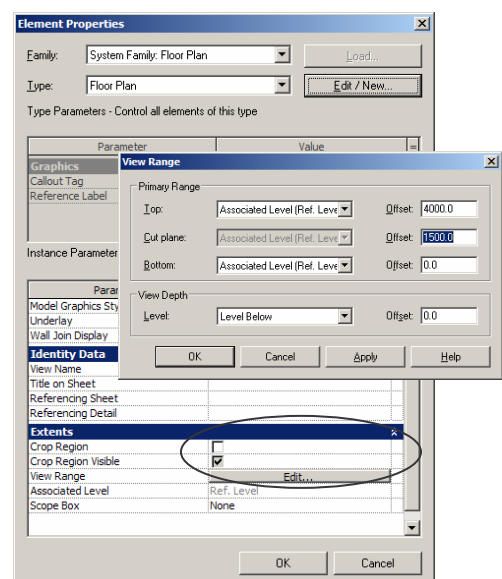 Element Properties
Family: System Family: Floor Plan Load...
Type: Floor Plan Edit / New...
Type Parameters - Control all elements of this type
Parameter Value =
Graphics
Callout Tag
Reference Label
View Range
Primary Range
Top: Associated Level (Ref. Leve Offset: 4000.0
Cut plane: Associated Level (Ref. Leve Offset: 1500.0
Bottom: Associated Level (Ref. Leve Offset: 0.0
View Depth
Level: Level Below Offset: 0.0
OK Cancel Apply Help
Instance Parameter
Para
Model Graphics Sty
Underlay
Wall Join Display
Identity Data
View Name
Title on Sheet
Referencing Sheet
Referencing Detail
Extents
Crop Region
Crop Region Visible
View Range Edit...
Associated Level Ref. Level
Scope Box None
OK Cancel